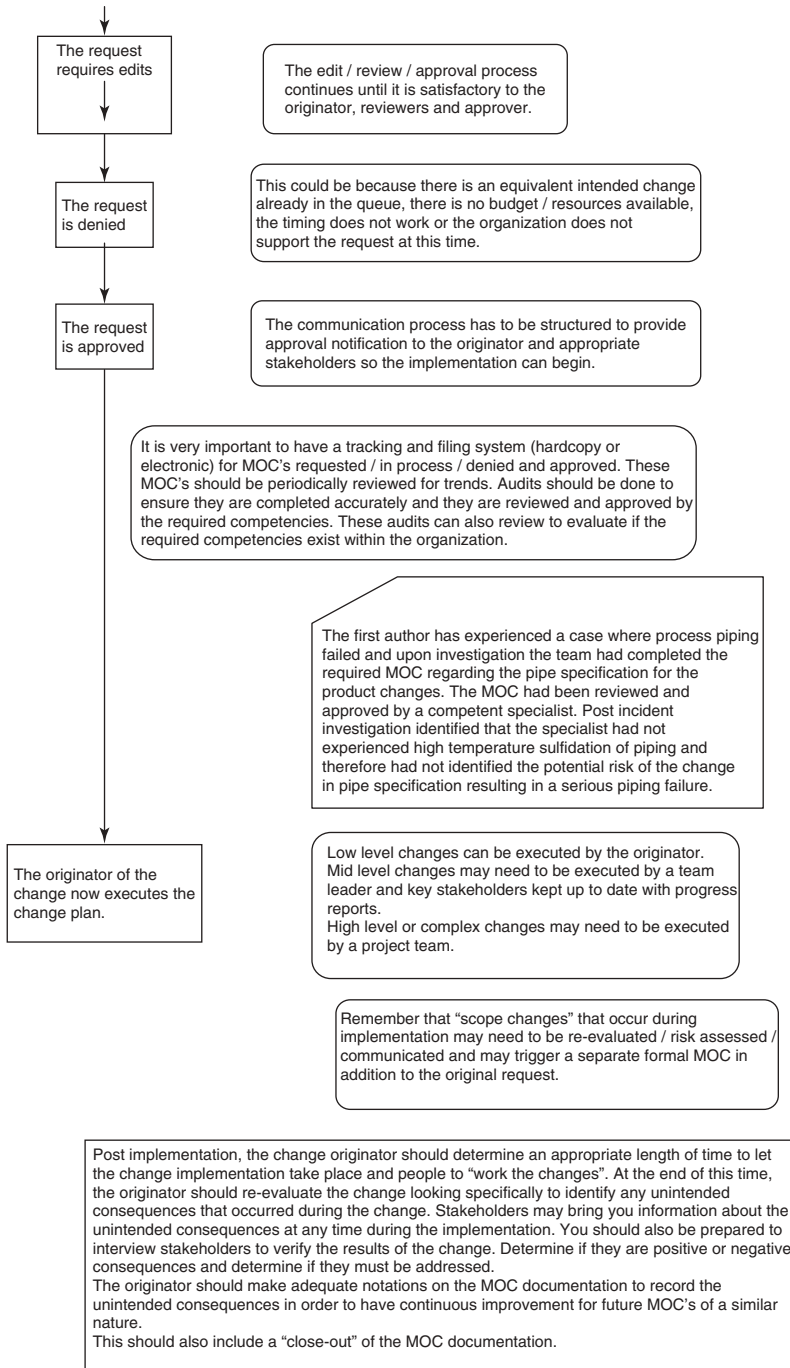 The request
requires edits
The edit / review / approval process
continues until it is satisfactory to the
originator, reviewers and approver.
The request
is denied
This could be because there is an equivalent intended change
already in the queue, there is no budget / resources available,
the timing does not work or the organization does not
support the request at this time.
The request
is approved
The communication process has to be structured to provide
approval notification to the originator and appropriate
stakeholders so the implementation can begin.
It is very important to have a tracking and filing system (hardcopy or
electronic) for MOC's requested / in process / denied and approved. These
MOC's should be periodically reviewed for trends. Audits should be done to
ensure they are completed accurately and they are reviewed and approved by
the required competencies. These audits can also review to evaluate if the
required competencies exist within the organization.
The first author has experienced a case where process piping
failed and upon investigation the team had completed the
required MOC regarding the pipe specification for the
product changes. The MOC had been reviewed and
approved by a competent specialist. Post incident
investigation identified that the specialist had not
experienced high temperature sulfidation of piping and
therefore had not identified the potential risk of the change
in pipe specification resulting in a serious piping failure.
The originator of the
change now executes the
change plan.
Low level changes can be executed by the originator.
Mid level changes may need to be executed by a team
leader and key stakeholders kept up to date with progress
reports.
High level or complex changes may need to be executed
by a project team.
Remember that “scope changes” that occur during
implementation may need to be re-evaluated / risk assessed /
communicated and may trigger a separate formal MOC in
addition to the original request.
Post implementation, the change originator should determine an appropriate length of time to let
the change implementation take place and people to “work the changes”. At the end of this time,
the originator should re-evaluate the change looking specifically to identify any unintended
consequences that occurred during the change. Stakeholders may bring you information about the
unintended consequences at any time during the implementation. You should also be prepared to
interview stakeholders to verify the results of the change. Determine if they are positive or negative
consequences and determine if they must be addressed.
The originator should make adequate notations on the MOC documentation to record the
unintended consequences in order to have continuous improvement for future MOC's of a similar
nature.
This should also include a “close-out” of the MOC documentation.